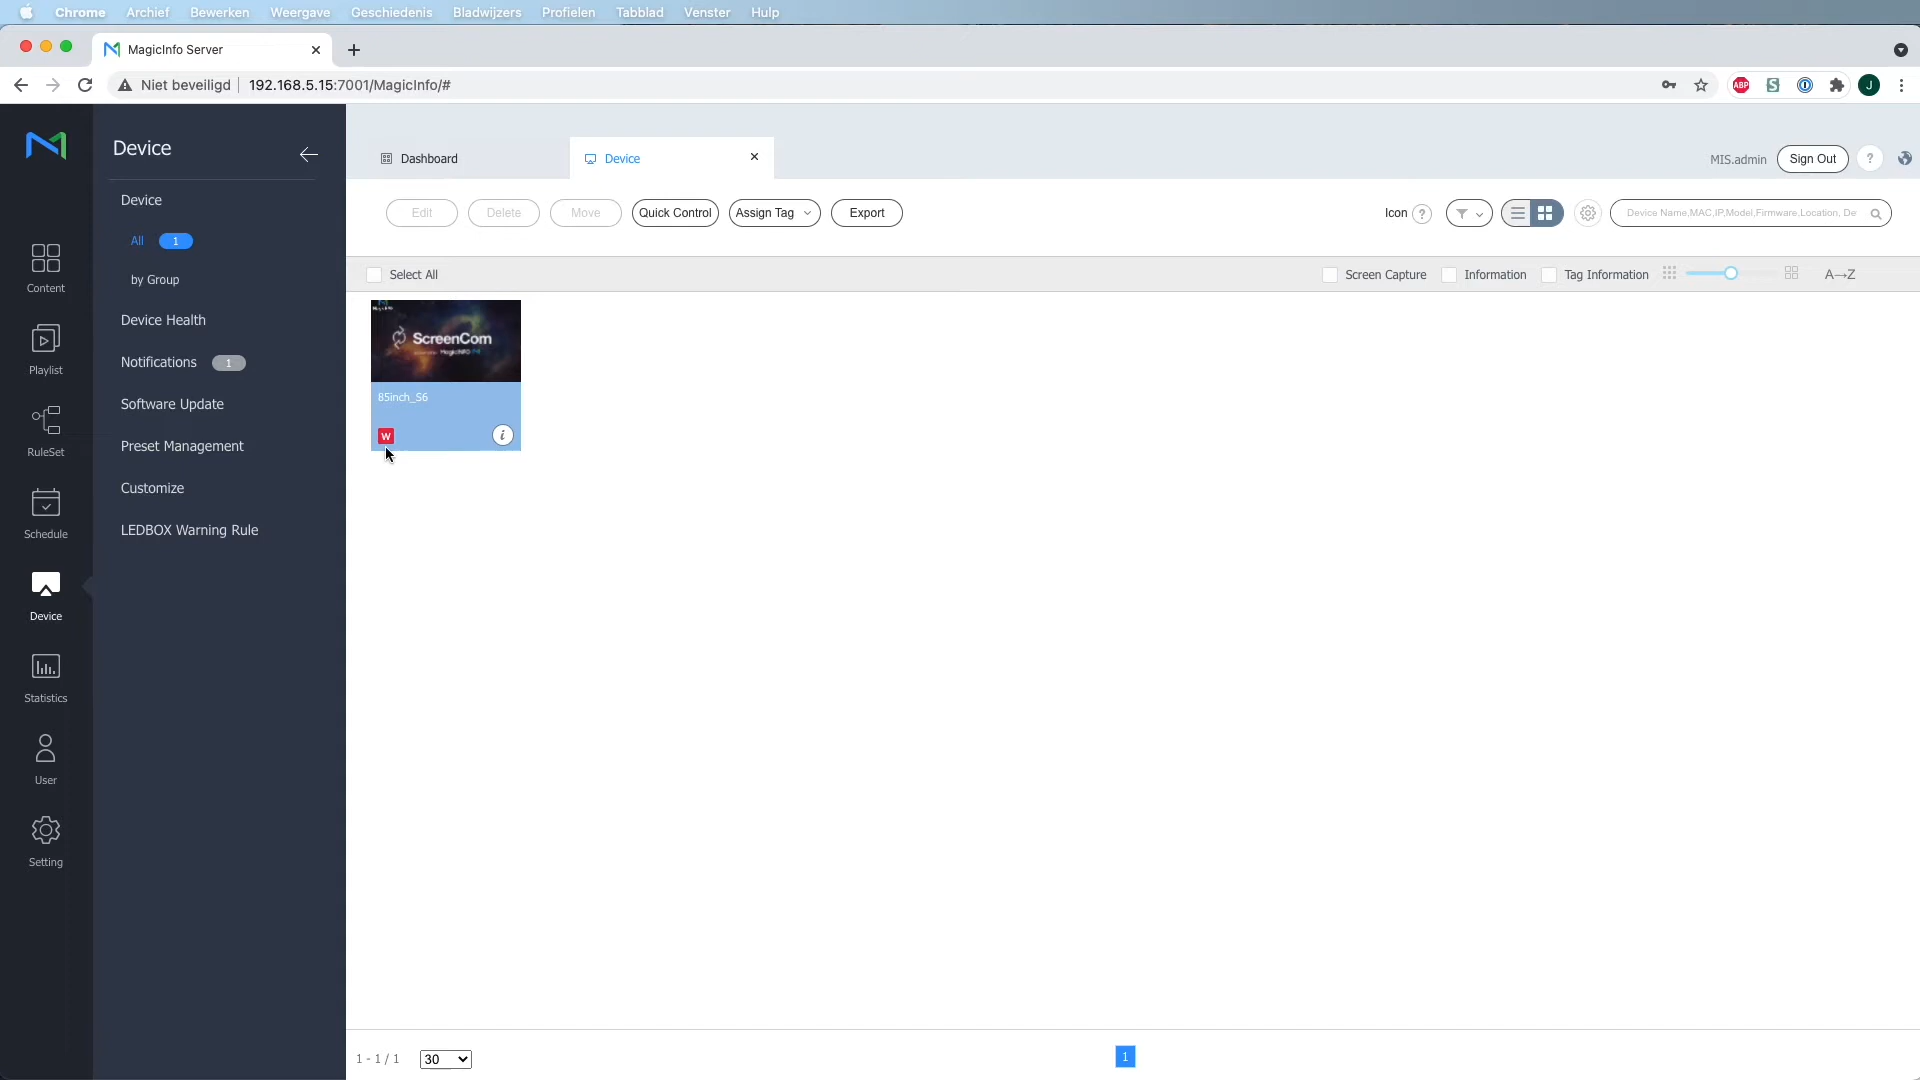 Chrome Archief Bewerken Weergave Geschiedenis Bladwijzers Profielen Tabblad Venster Hulp
MagicInfo Server
Niet beveiligd 192.168.5.15:7001/MagicInfo/#
ABP
J
Device
Dashboard
Device
MIS.admin
Sign Out
?
Device
All 1
by Group
Device Health
Notifications 1
Software Update
Preset Management
Customize
LEDBOX Warning Rule
Content
Playlist
RuleSet
Schedule
Device
Statistics
User
Setting
Edit
Delete
Move
Quick Control
Assign Tag
Export
Icon ?
Device Name,MAC,IP,Model,Firmware,Location, De
Select All
Screen Capture
Information
Tag Information
A→Z
ScreenCom
85inch_S6
W
i
1 - 1 / 1
30
1